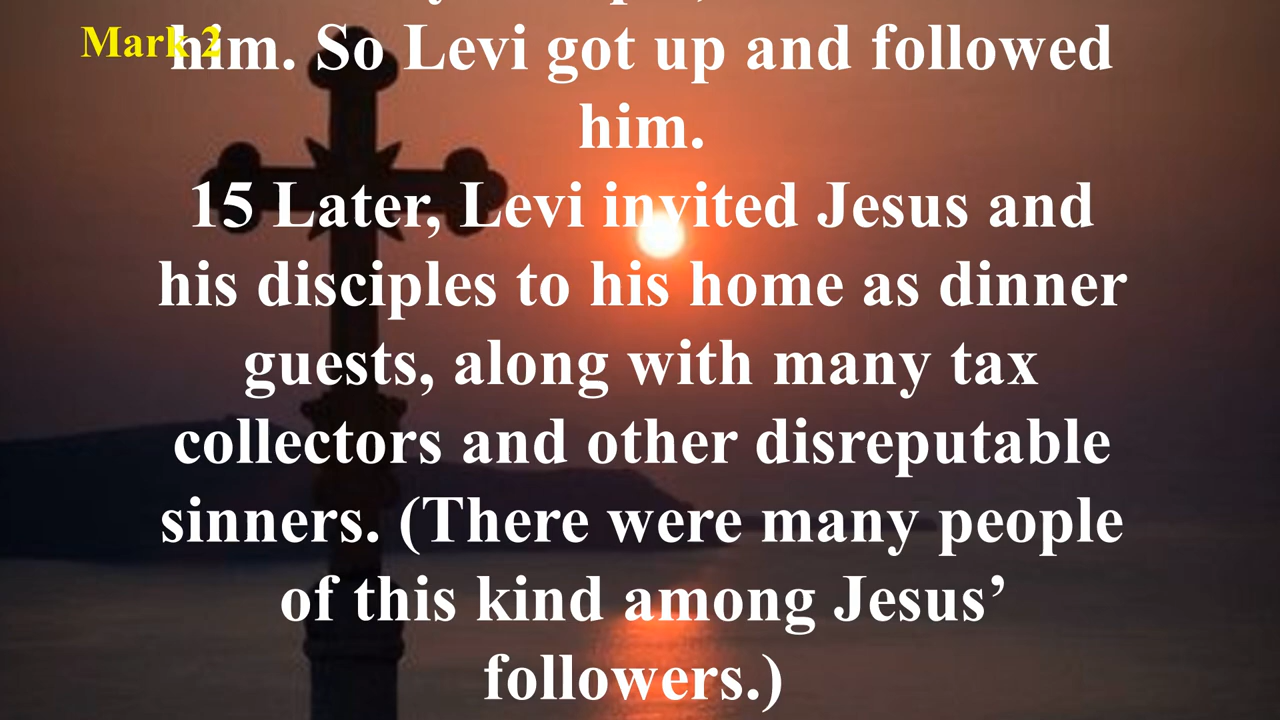 Mark 2
him. So Levi got up and followed
him.
15 Later, Levi invited Jesus and
his disciples to his home as dinner
guests, along with many tax
collectors and other disreputable
sinners. (There were many people
of this kind among Jesus’
followers.)